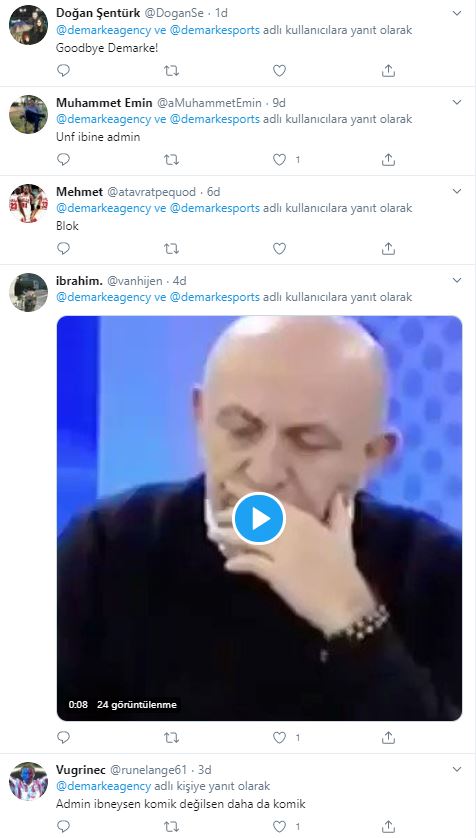 Doğan Şentürk @DoganSe · 1d
@demarkeagency ve @demarkesports adlı kullanıcılara yanıt olarak
Goodbye Demarke!
Muhammet Emin @aMuhammetEmin · 9d
@demarkeagency ve @demarkesports adlı kullanıcılara yanıt olarak
Unf ibine admin
1
Mehmet @atavratpequod · 6d
@demarkeagency ve @demarkesports adlı kullanıcılara yanıt olarak
Blok
ibrahim. @vanhijen · 4d
@demarkeagency ve @demarkesports adlı kullanıcılara yanıt olarak
0:08 24 görüntülenme
1
Vugrinec @runelange61 · 3d
@demarkeagency adlı kişiye yanıt olarak
Admin ibneysen komik değilsen daha da komik
1